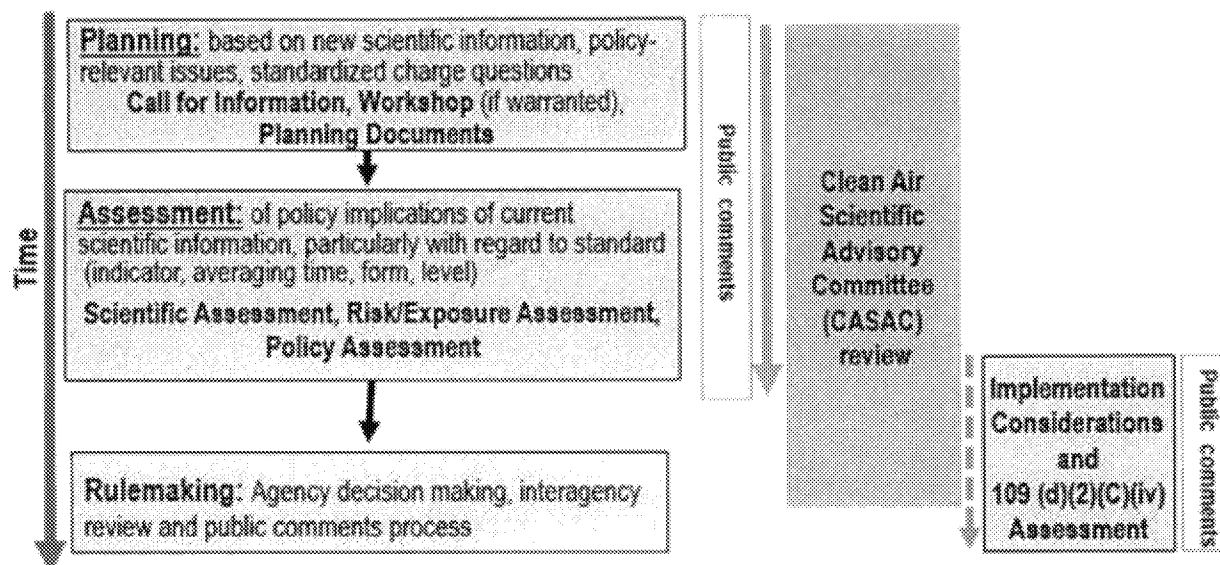 Time
Planning: based on new scientific information, policy-
relevant issues, standardized charge questions
Call for Information, Workshop (if warranted),
Planning Documents
Assessment: of policy implications of current
scientific information, particularly with regard to standard
(indicator, averaging time, form, level)
Scientific Assessment, Risk/Exposure Assessment,
Policy Assessment
Rulemaking: Agency decision making, interagency
review and public comments process
Public comments
Clean Air
Scientific
Advisory
Committee
(CASAC)
review
Implementation
Considerations
and
109 (d)(2)(C)(iv)
Assessment
Public comments